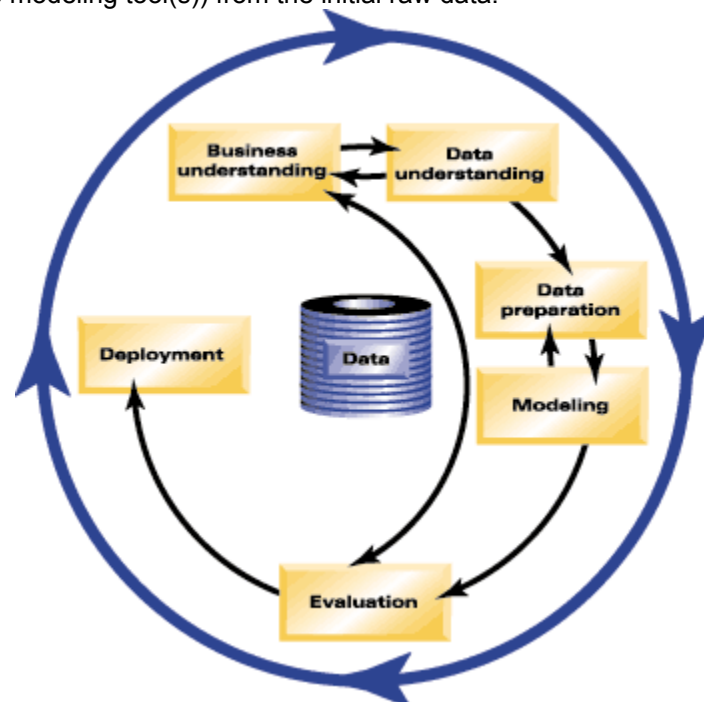 modeling tool(s)) from the initial raw data.
Business
understanding
Data
understanding
Data
preparation
Deployment
Data
Modeling
Evaluation